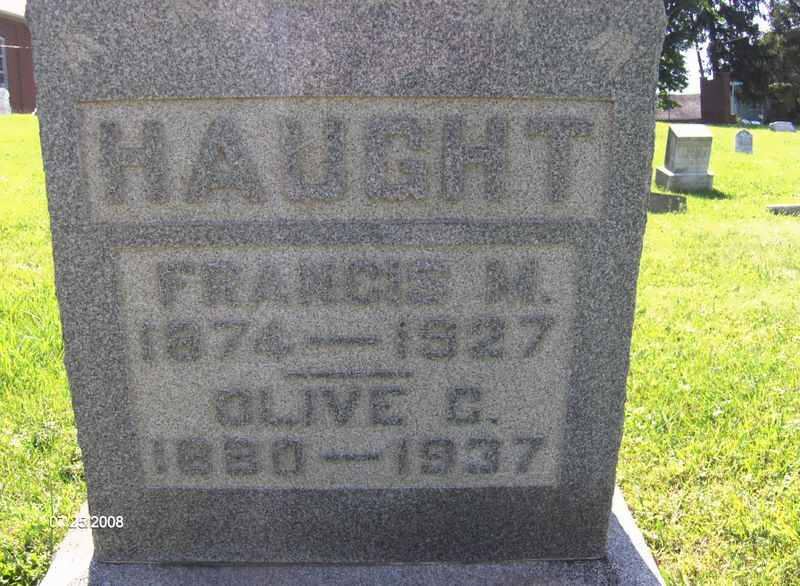 HAUGHT
FRANCIS M.
1874—1927
OLIVE C.
1880—1937
07.25.2008